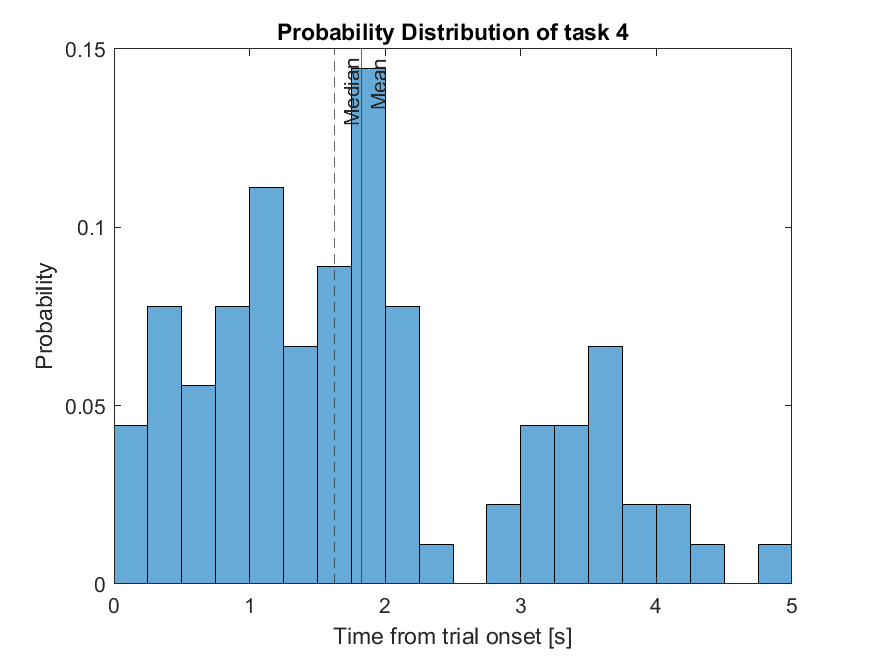 Probability Distribution of task 4
0.15
0.1
0.05
0
Probability
Median
Mean
0 1 2 3 4 5
Time from trial onset [s]